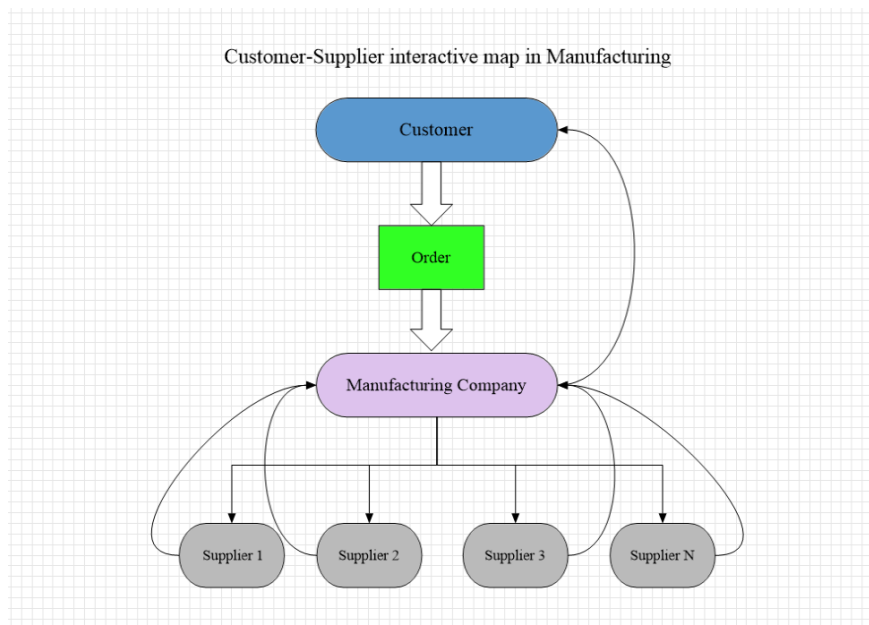 Customer-Supplier interactive map in Manufacturing
Customer
Order
Manufacturing Company
Supplier 1
Supplier 2
Supplier 3
Supplier N